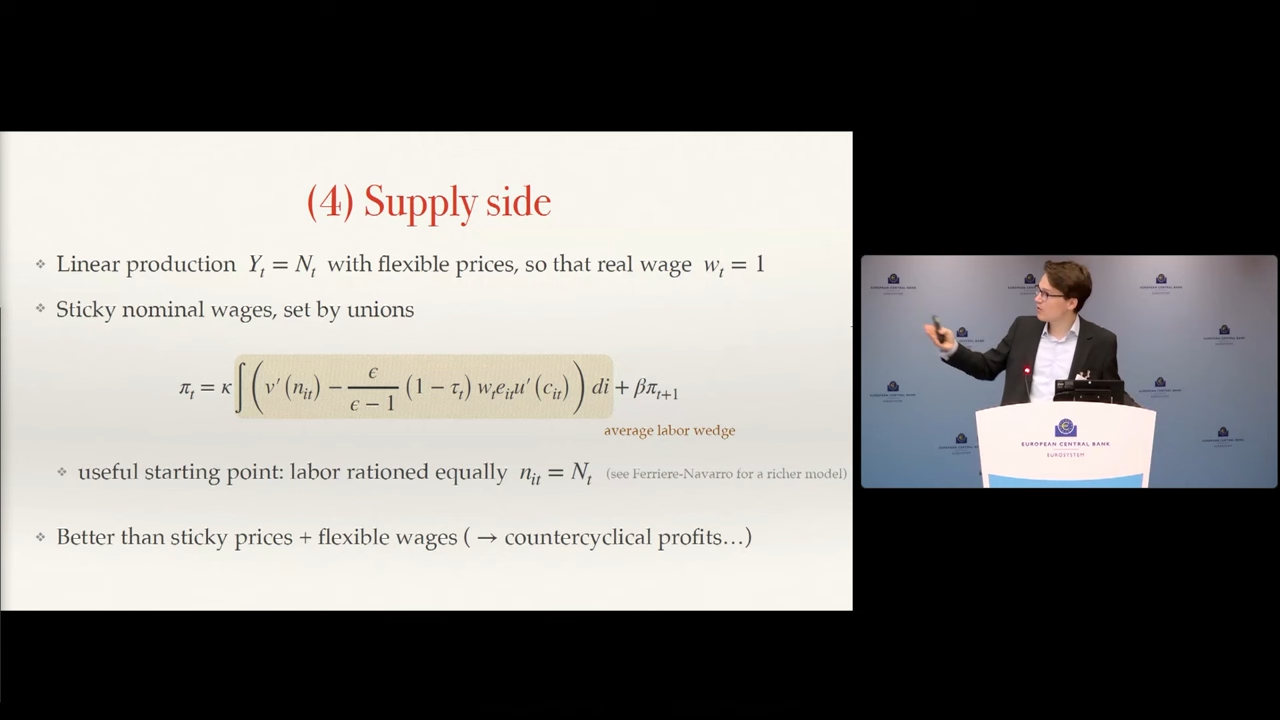 (4) Supply side
❖ Linear production Y_t = N_t with flexible prices, so that real wage w_t = 1
❖ Sticky nominal wages, set by unions
π_t = κ ∫ ( v′(n_it) − ϵ/(ϵ − 1) (1 − τ_t) w_t e_it u′(c_it) ) di + βπ_{t+1}
average labor wedge
❖ useful starting point: labor rationed equally n_it = N_t (see Ferriere-Navarro for a richer model)
❖ Better than sticky prices + flexible wages ( → countercyclical profits…)
EUROPEAN CENTRAL BANK
EUROSYSTEM